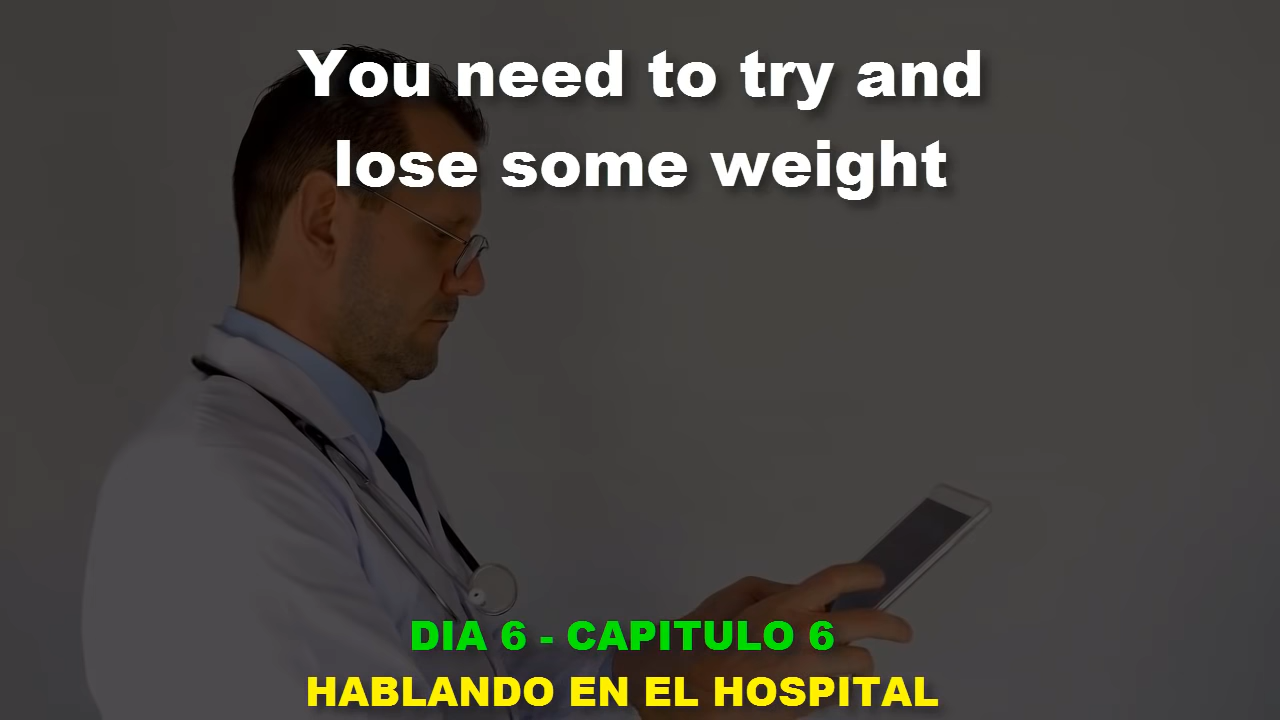 You need to try and
lose some weight
DIA 6 - CAPITULO 6
HABLANDO EN EL HOSPITAL